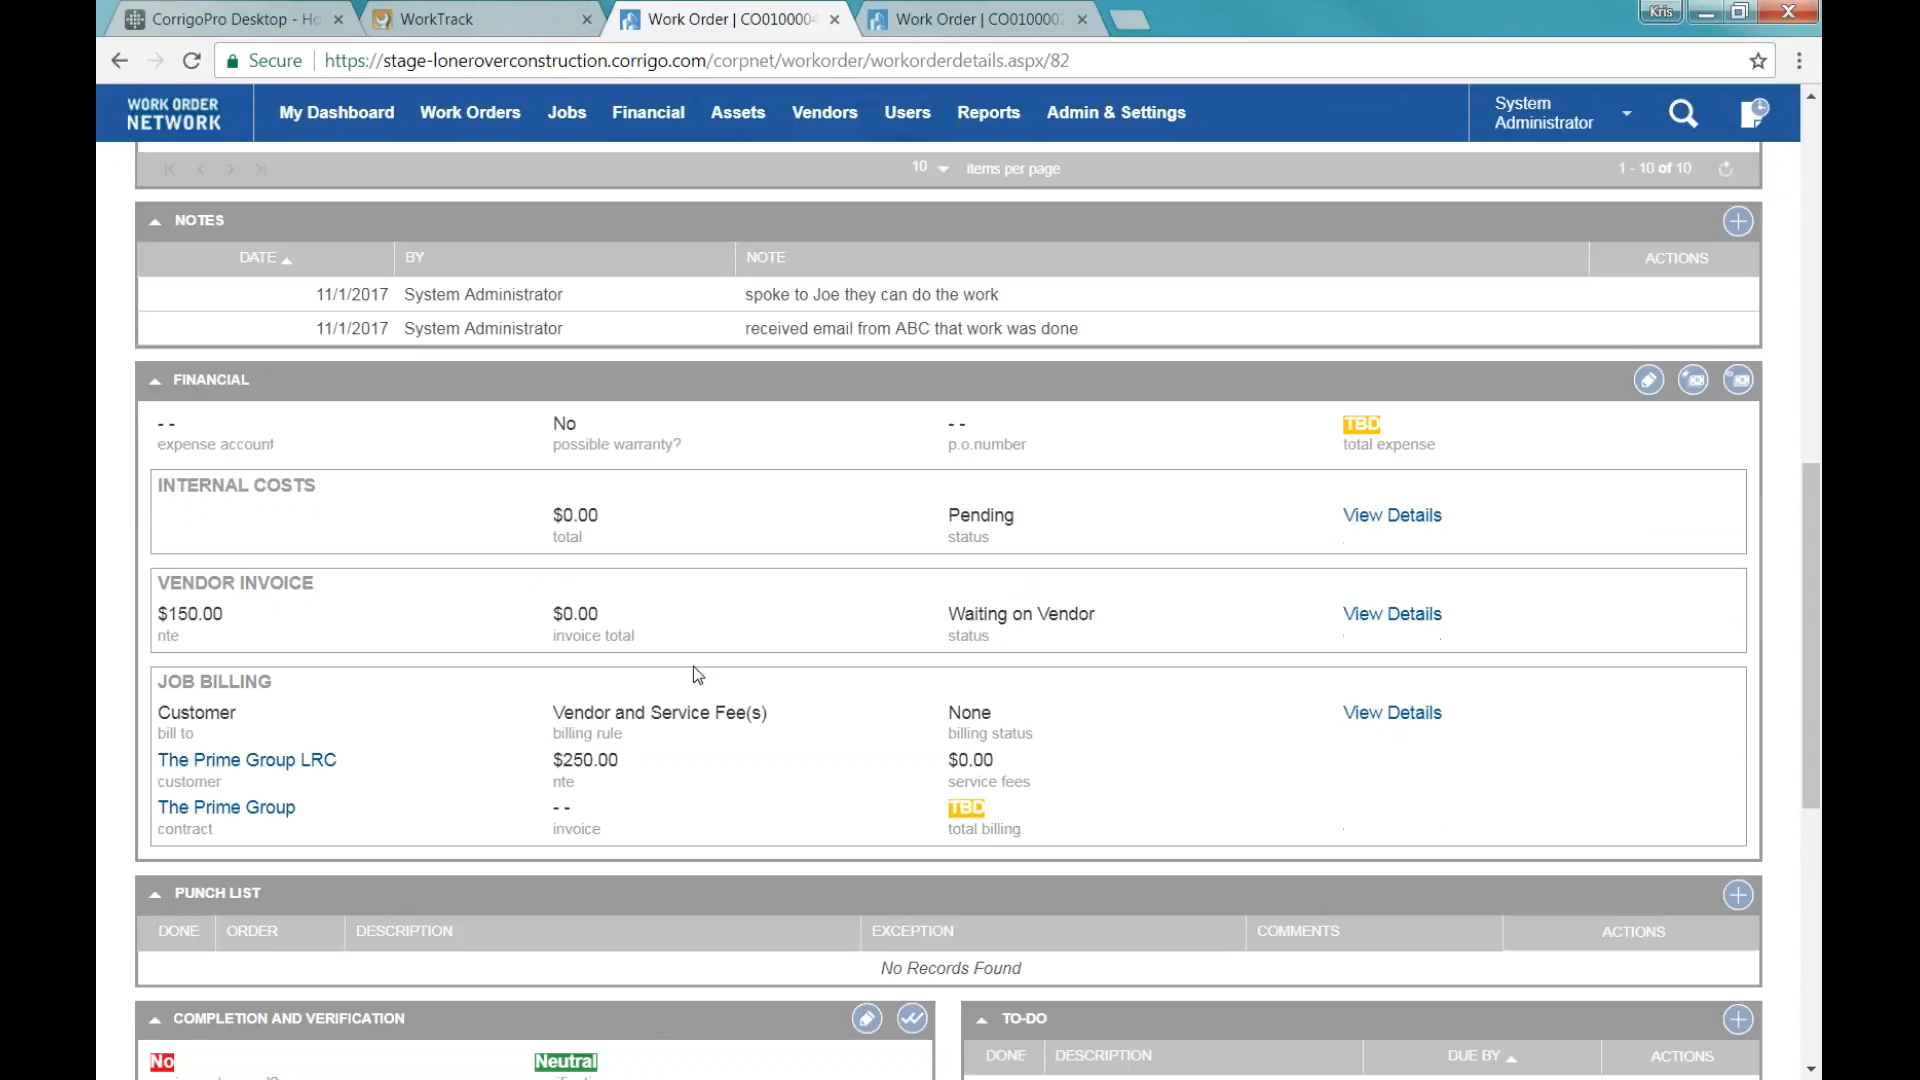 CorrigoPro Desktop - Ho
WorkTrack
Work Order | CO0100004
Work Order | CO010000
Kris
Secure
https://stage-loneroverconstruction.corrigo.com/corpnet/workorder/workorderdetails.aspx/82
WORK ORDER
NETWORK
My Dashboard
Work Orders
Jobs
Financial
Assets
Vendors
Users
Reports
Admin & Settings
System
Administrator
10
items per page
1 - 10 of 10
NOTES
DATE
BY
NOTE
ACTIONS
11/1/2017 System Administrator spoke to Joe they can do the work
11/1/2017 System Administrator received email from ABC that work was done
FINANCIAL
- - No - - TBD
expense account possible warranty? p.o.number total expense
INTERNAL COSTS
$0.00 Pending View Details
total status
VENDOR INVOICE
$150.00 $0.00 Waiting on Vendor View Details
nte invoice total status
JOB BILLING
Customer Vendor and Service Fee(s) None View Details
bill to billing rule billing status
The Prime Group LRC $250.00 $0.00
customer nte service fees
The Prime Group - - TBD
contract invoice total billing
PUNCH LIST
DONE ORDER DESCRIPTION EXCEPTION COMMENTS ACTIONS
No Records Found
COMPLETION AND VERIFICATION
No Neutral
TO-DO
DONE DESCRIPTION DUE BY ACTIONS